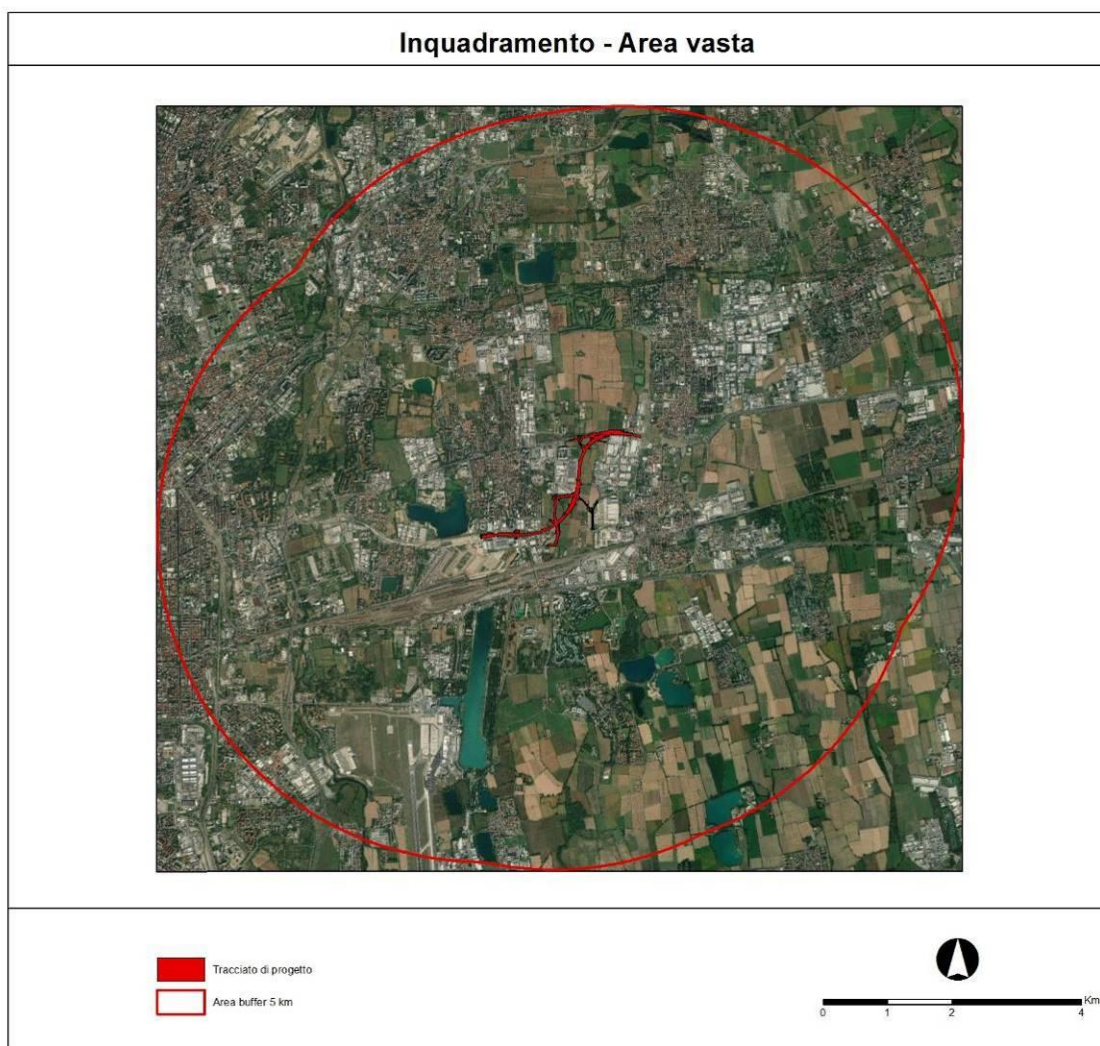 Inquadramento - Area vasta
Tracciato di progetto
Area buffer 5 km
Km
0 1 2 4